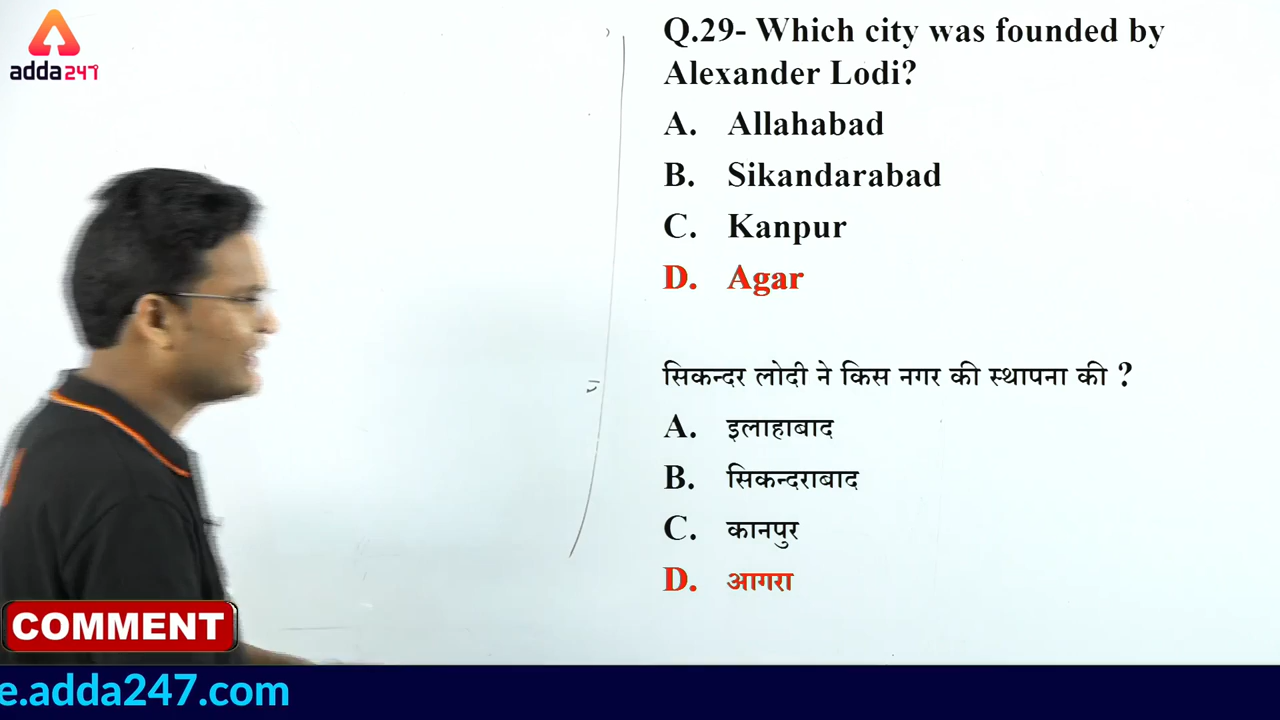 adda247
Q.29- Which city was founded by
Alexander Lodi?
A. Allahabad
B. Sikandarabad
C. Kanpur
D. Agar
सिकन्दर लोदी ने किस नगर की स्थापना की ?
A. इलाहाबाद
B. सिकन्दराबाद
C. कानपुर
D. आगरा
COMMENT
e.adda247.com